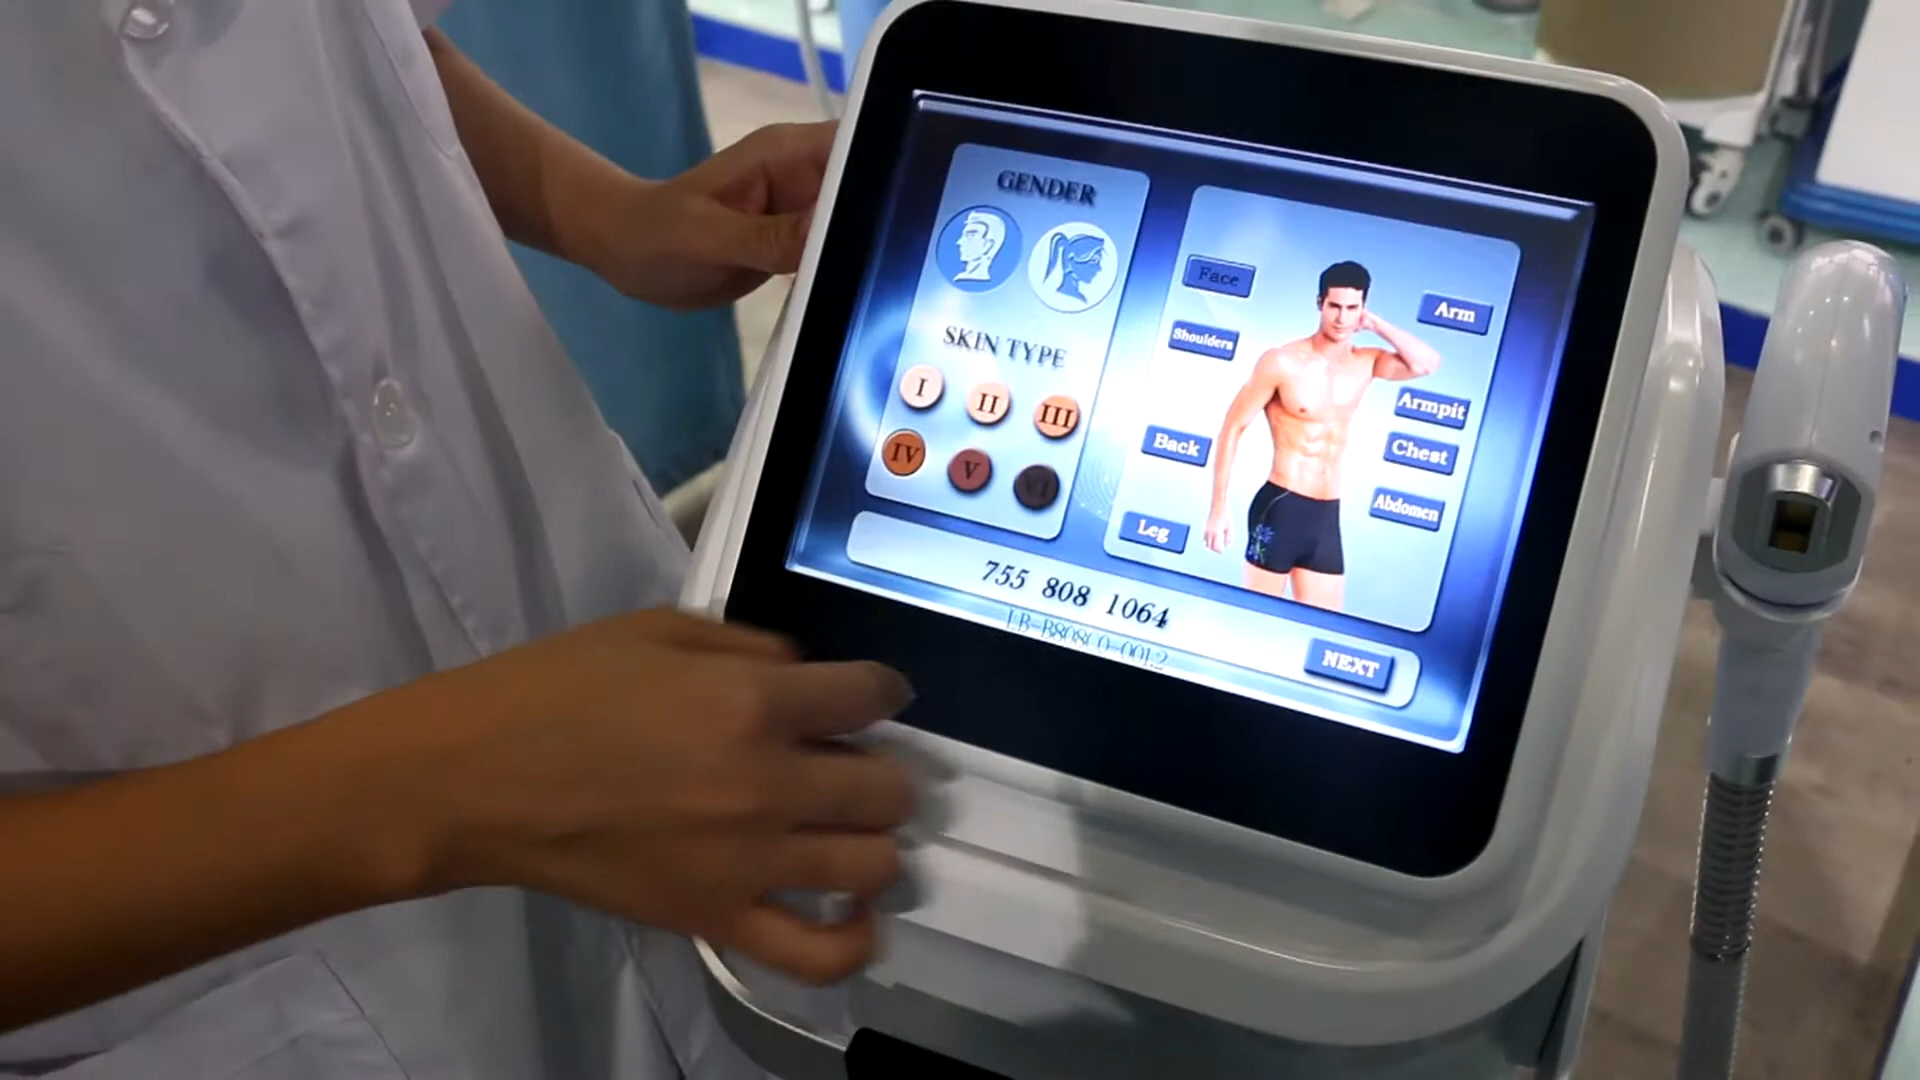 GENDER
SKIN TYPE
I
II
III
IV
V
VI
Face
Shoulders
Back
Leg
Arm
Armpit
Chest
Abdomen
755 808 1064
NEXT